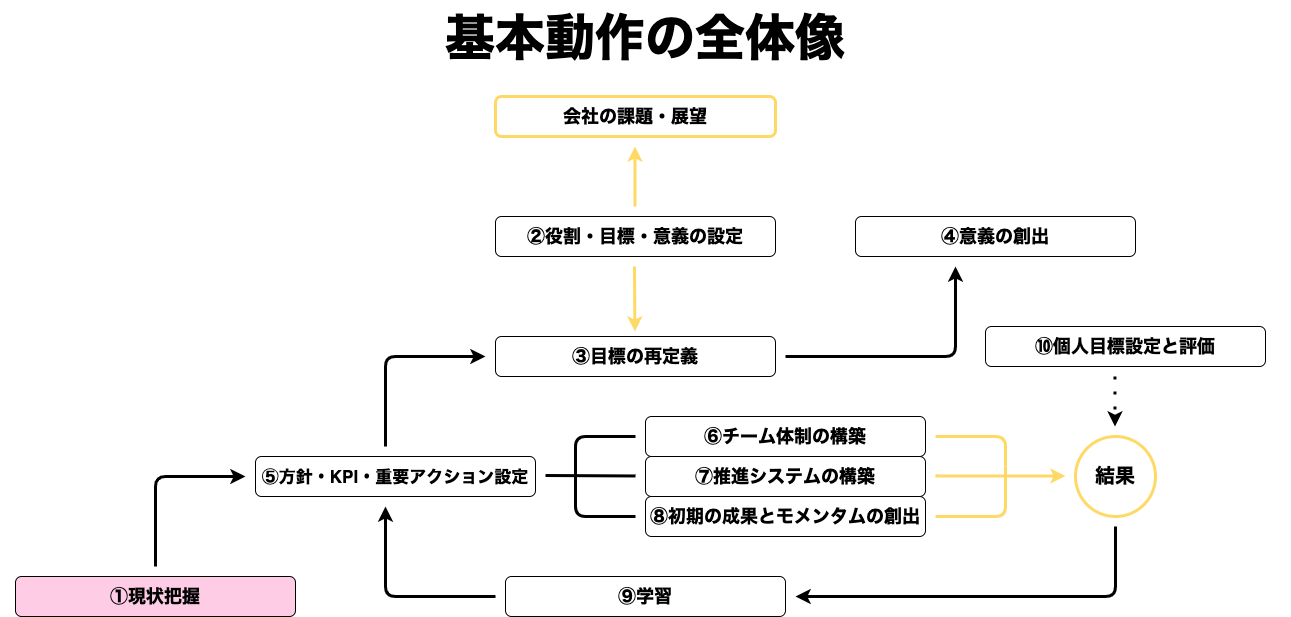 基本動作の全体像
会社の課題・展望
②役割・目標・意義の設定
④意義の創出
③目標の再定義
⑩個人目標設定と評価
⑥チーム体制の構築
⑤方針・KPI・重要アクション設定
⑦推進システムの構築
結果
⑧初期の成果とモメンタムの創出
①現状把握
⑨学習